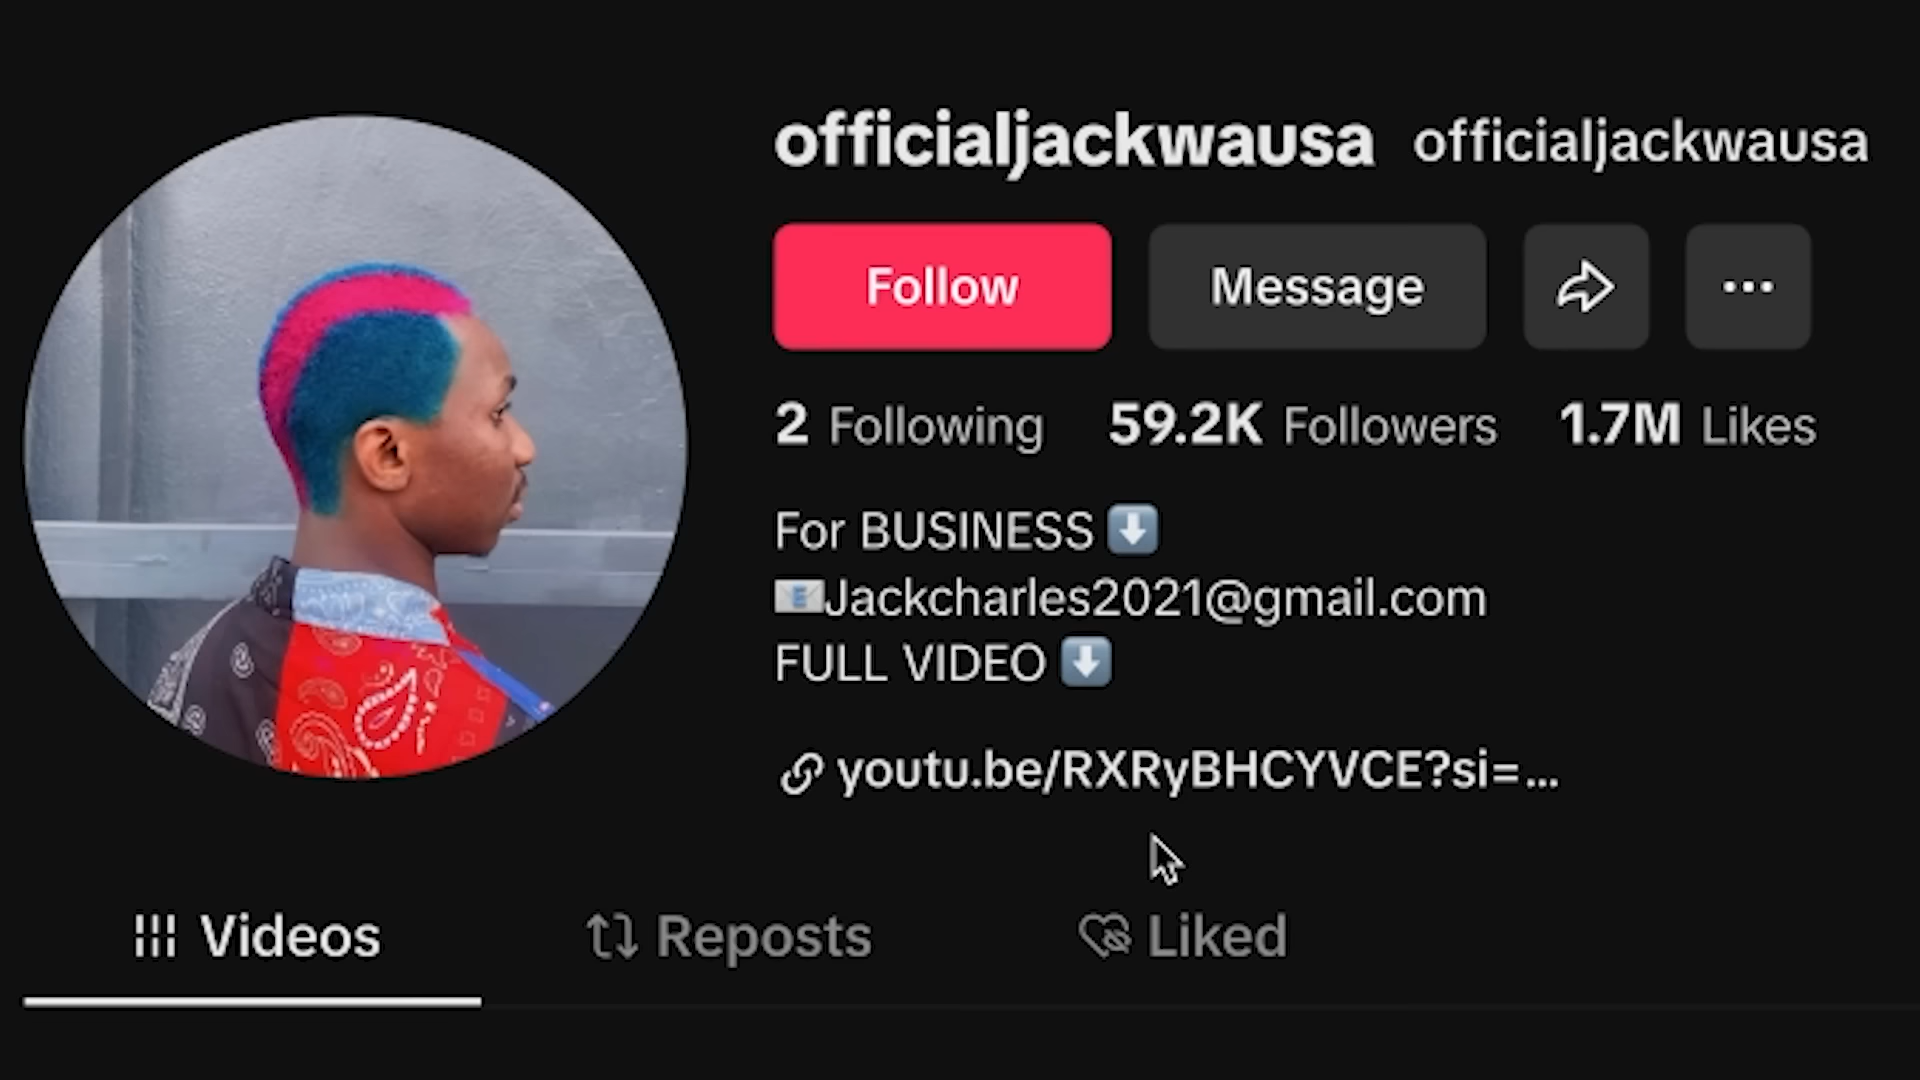 officialjackwausa officialjackwausa
Follow Message
2 Following 59.2K Followers 1.7M Likes
For BUSINESS ⬇️
📧Jackcharles2021@gmail.com
FULL VIDEO ⬇️
youtu.be/RXRyBHCYVCE?si=...
Videos Reposts Liked